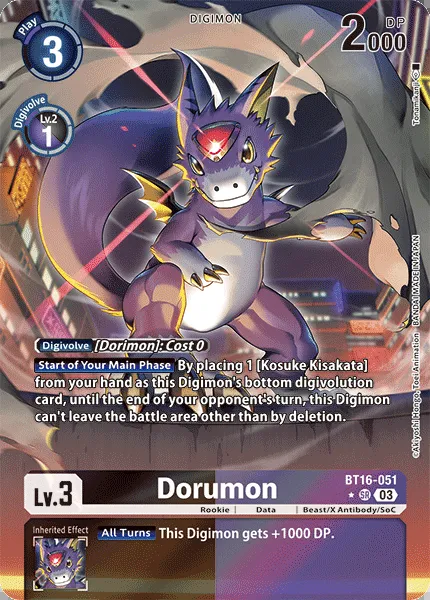 DIGIMON
Play
3
DP
2000
Digivolve
Lv.2
1
Tonamikanji
Digivolve [Dorimon]: Cost 0
Start of Your Main Phase By placing 1 [Kosuke Kisakata]
from your hand as this Digimon's bottom digivolution
card, until the end of your opponent's turn, this Digimon
can't leave the battle area other than by deletion.
©Akiyoshi Hongo, Toei Animation BANDAI MADE IN JAPAN
Lv.3
Dorumon
BT16-051
SR 03
Rookie | Data | Beast/X Antibody/SoC
Inherited Effect
All Turns This Digimon gets +1000 DP.